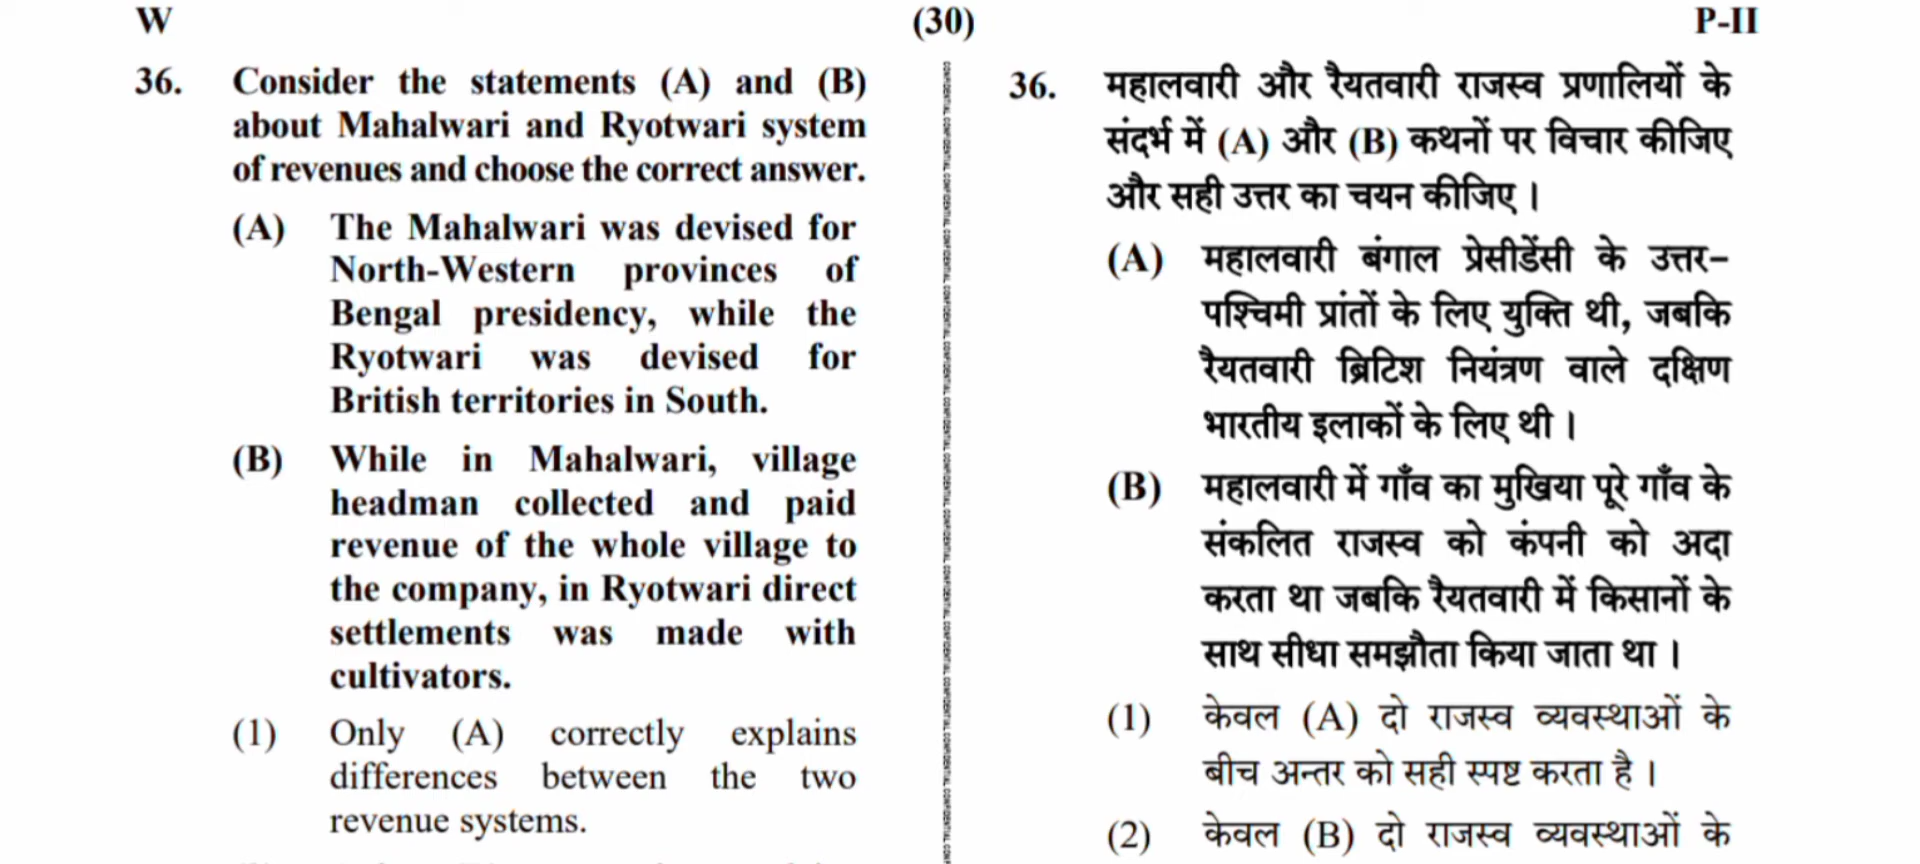 W (30) P-II
36. Consider the statements (A) and (B)
about Mahalwari and Ryotwari system
of revenues and choose the correct answer.
(A) The Mahalwari was devised for
North-Western provinces of
Bengal presidency, while the
Ryotwari was devised for
British territories in South.
(B) While in Mahalwari, village
headman collected and paid
revenue of the whole village to
the company, in Ryotwari direct
settlements was made with
cultivators.
(1) Only (A) correctly explains
differences between the two
revenue systems.
36. महालवारी और रैयतवारी राजस्व प्रणालियों के
संदर्भ में (A) और (B) कथनों पर विचार कीजिए
और सही उत्तर का चयन कीजिए ।
(A) महालवारी बंगाल प्रेसीडेंसी के उत्तर-
पश्चिमी प्रांतों के लिए युक्ति थी, जबकि
रैयतवारी ब्रिटिश नियंत्रण वाले दक्षिण
भारतीय इलाकों के लिए थी ।
(B) महालवारी में गाँव का मुखिया पूरे गाँव के
संकलित राजस्व को कंपनी को अदा
करता था जबकि रैयतवारी में किसानों के
साथ सीधा समझौता किया जाता था ।
(1) केवल (A) दो राजस्व व्यवस्थाओं के
बीच अन्तर को सही स्पष्ट करता है ।
(2) केवल (B) दो राजस्व व्यवस्थाओं के